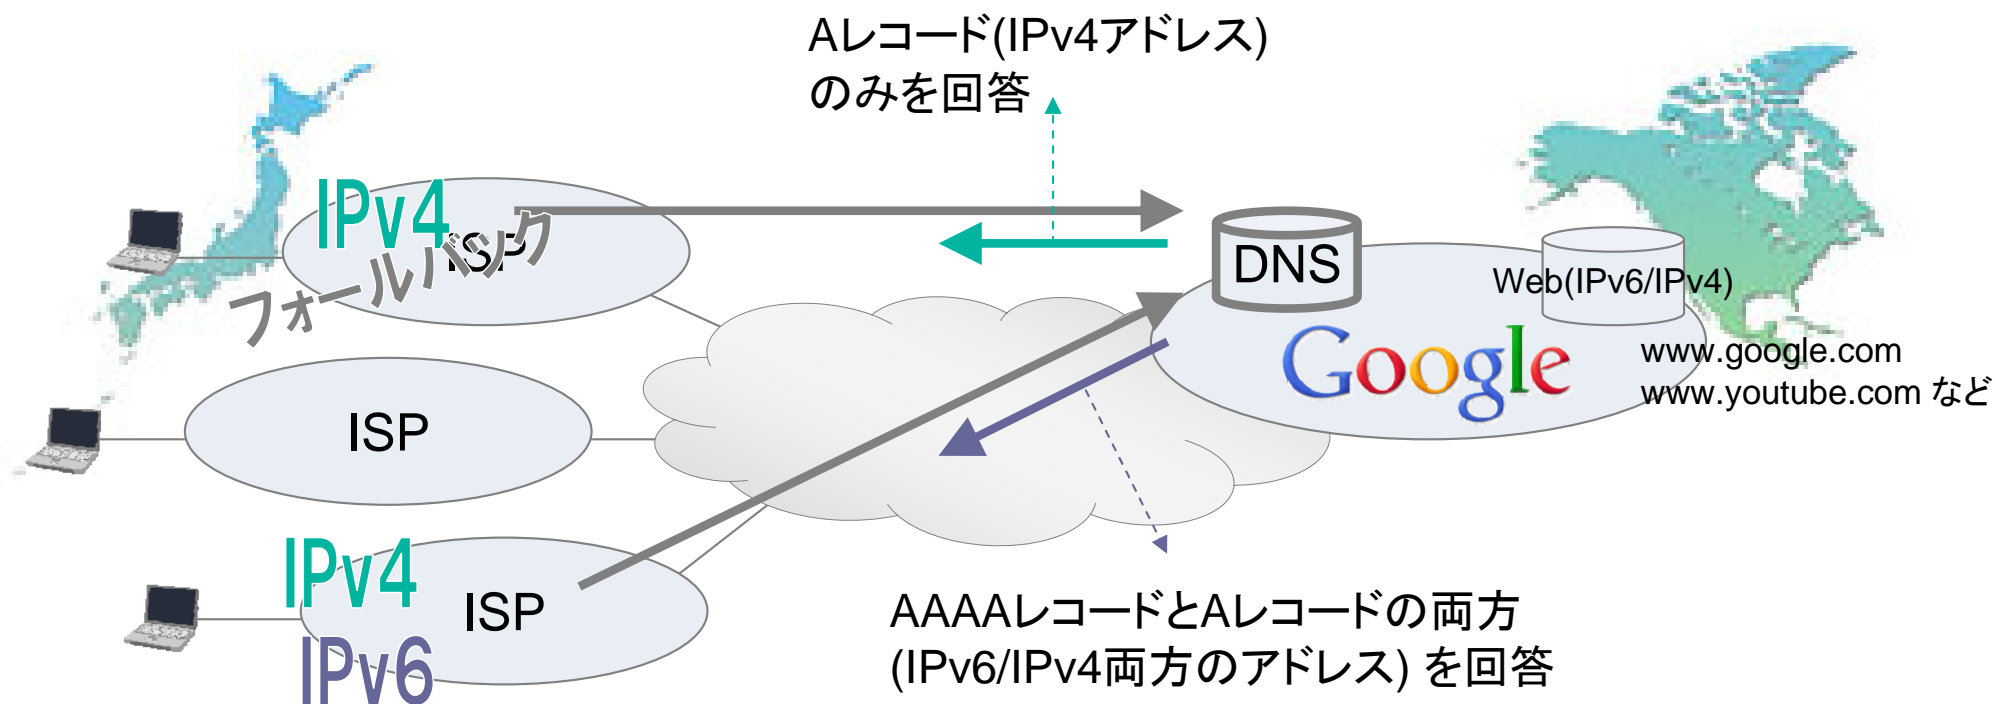 Aレコード(IPv4アドレス)
のみを回答
IPv4
フォールバック
ISP
DNS
Web(IPv6/IPv4)
Google
www.google.com
www.youtube.com など
ISP
IPv4
ISP
IPv6
AAAAレコードとAレコードの両方
(IPv6/IPv4両方のアドレス) を回答